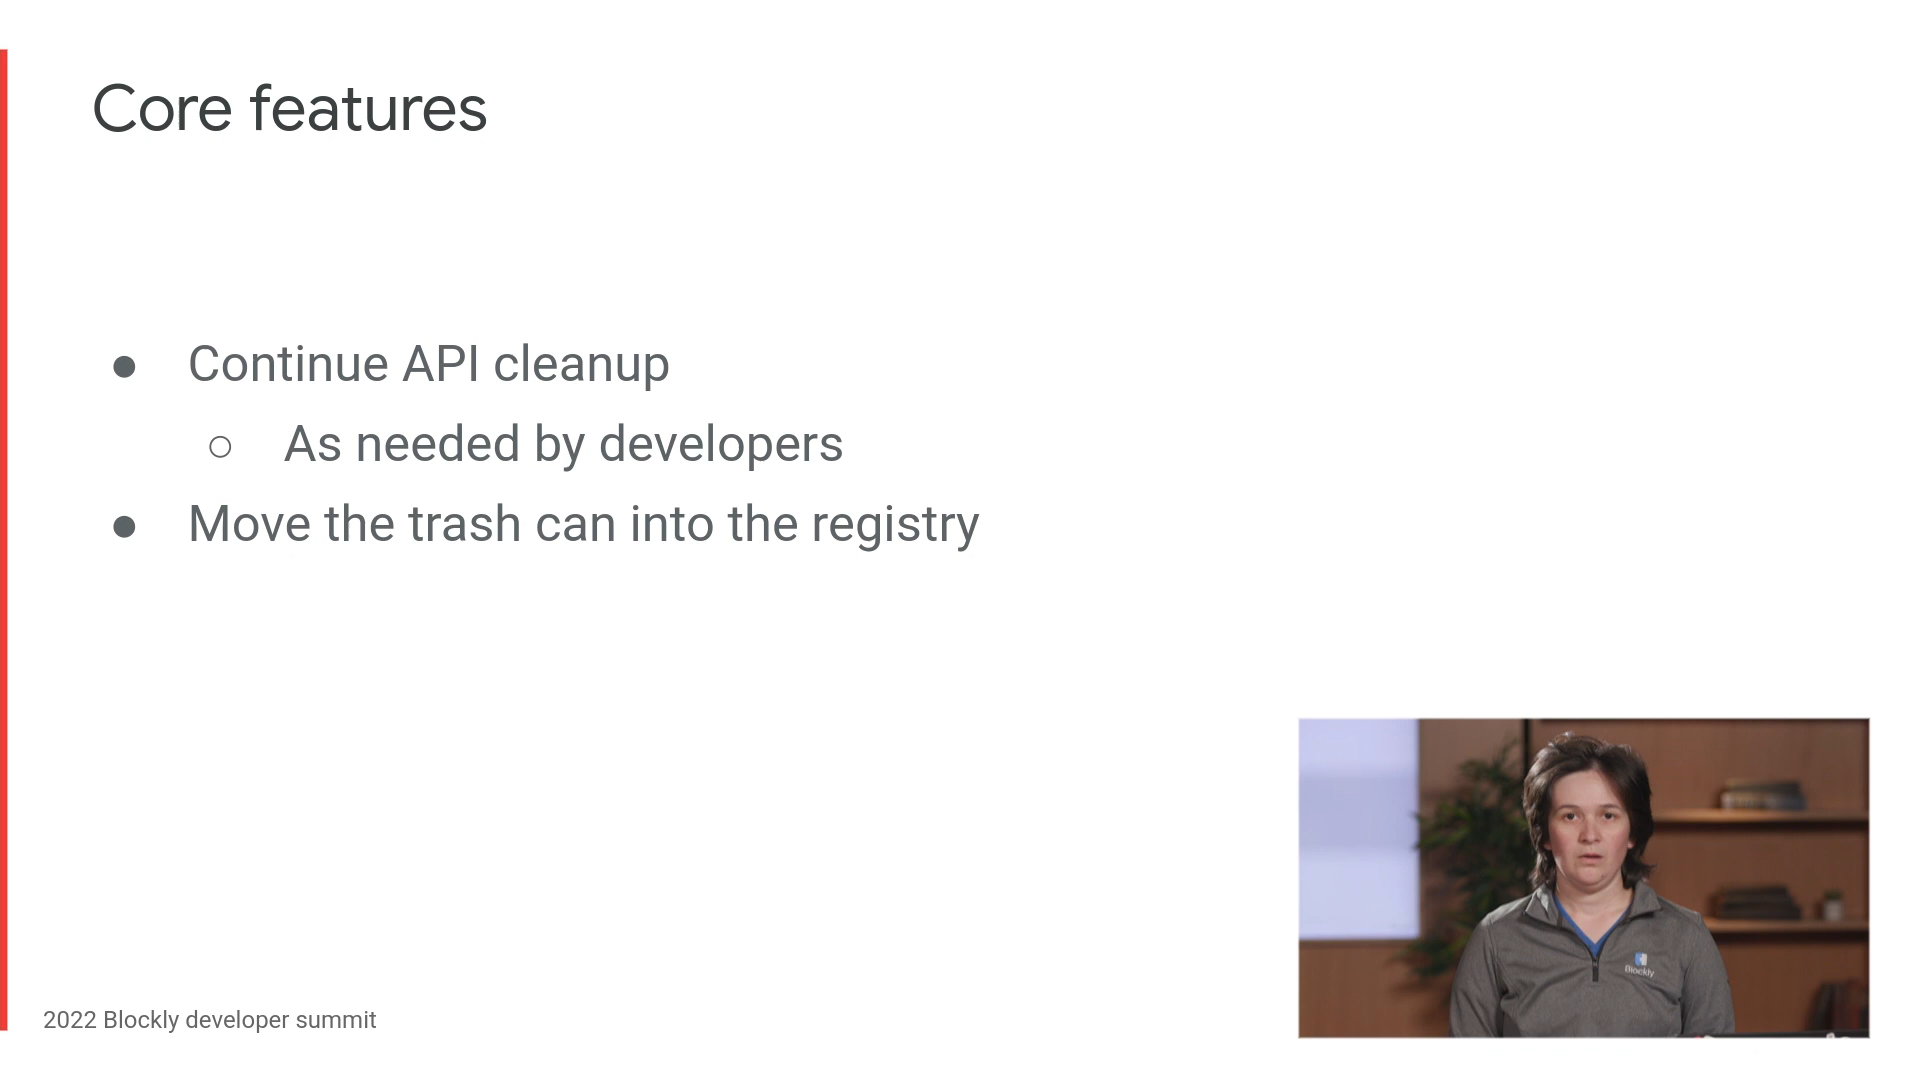 Core features
● Continue API cleanup
○ As needed by developers
● Move the trash can into the registry
Blockly
2022 Blockly developer summit